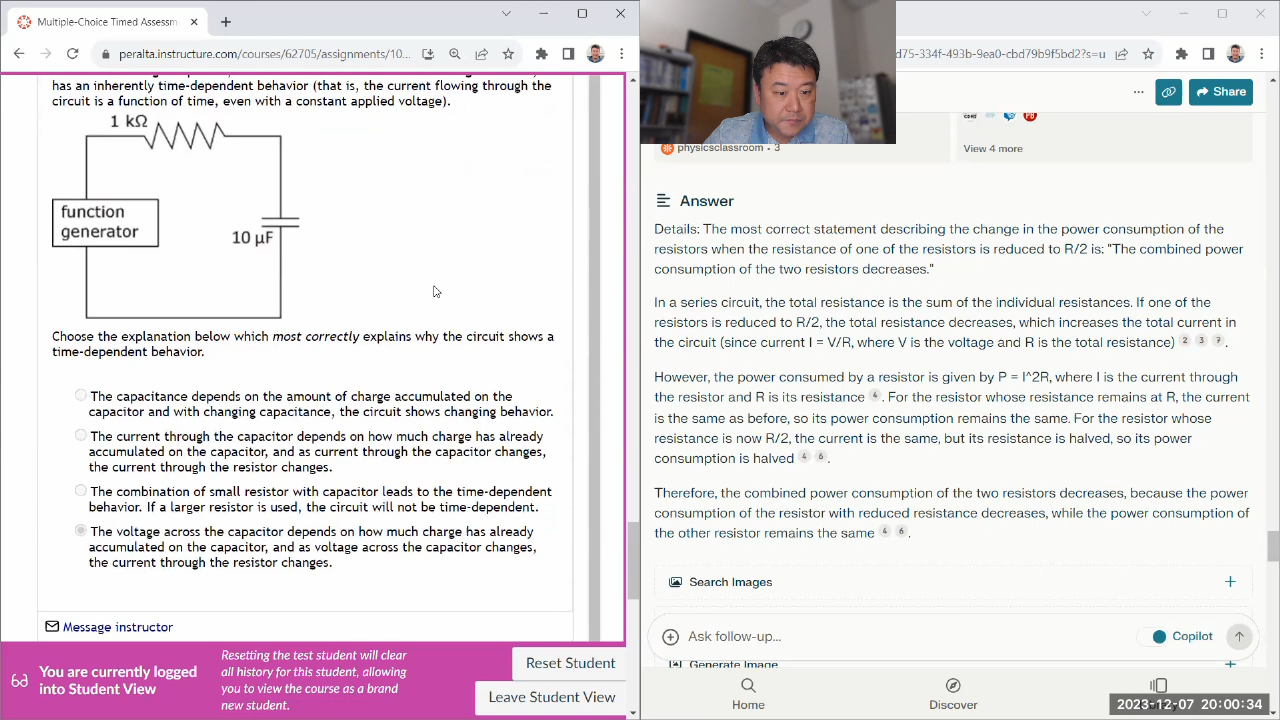 Multiple-Choice Timed Assessm
peralta.instructure.com/courses/62705/assignments/10...
d75-334f-493b-9ea0-cbd79b9f5bd2?s=u
has an inherently time-dependent behavior (that is, the current flowing through the
circuit is a function of time, even with a constant applied voltage).
1 kΩ
function
generator
10 μF
Choose the explanation below which most correctly explains why the circuit shows a
time-dependent behavior.
The capacitance depends on the amount of charge accumulated on the
capacitor and with changing capacitance, the circuit shows changing behavior.
The current through the capacitor depends on how much charge has already
accumulated on the capacitor, and as current through the capacitor changes,
the current through the resistor changes.
The combination of small resistor with capacitor leads to the time-dependent
behavior. If a larger resistor is used, the circuit will not be time-dependent.
The voltage across the capacitor depends on how much charge has already
accumulated on the capacitor, and as voltage across the capacitor changes,
the current through the resistor changes.
Message instructor
You are currently logged
into Student View
Resetting the test student will clear
all history for this student, allowing
you to view the course as a brand
new student.
Reset Student
Leave Student View
Share
physicsclassroom • 3
View 4 more
Answer
Details: The most correct statement describing the change in the power consumption of the
resistors when the resistance of one of the resistors is reduced to R/2 is: "The combined power
consumption of the two resistors decreases."
In a series circuit, the total resistance is the sum of the individual resistances. If one of the
resistors is reduced to R/2, the total resistance decreases, which increases the total current in
the circuit (since current I = V/R, where V is the voltage and R is the total resistance) 2 3 7 .
However, the power consumed by a resistor is given by P = I^2R, where I is the current through
the resistor and R is its resistance 4 . For the resistor whose resistance remains at R, the current
is the same as before, so its power consumption remains the same. For the resistor whose
resistance is now R/2, the current is the same, but its resistance is halved, so its power
consumption is halved 4 6 .
Therefore, the combined power consumption of the two resistors decreases, because the power
consumption of the resistor with reduced resistance decreases, while the power consumption of
the other resistor remains the same 4 6 .
Search Images
Ask follow-up...
Copilot
Generate Image
Home
Discover
2023-12-07 20:00:34